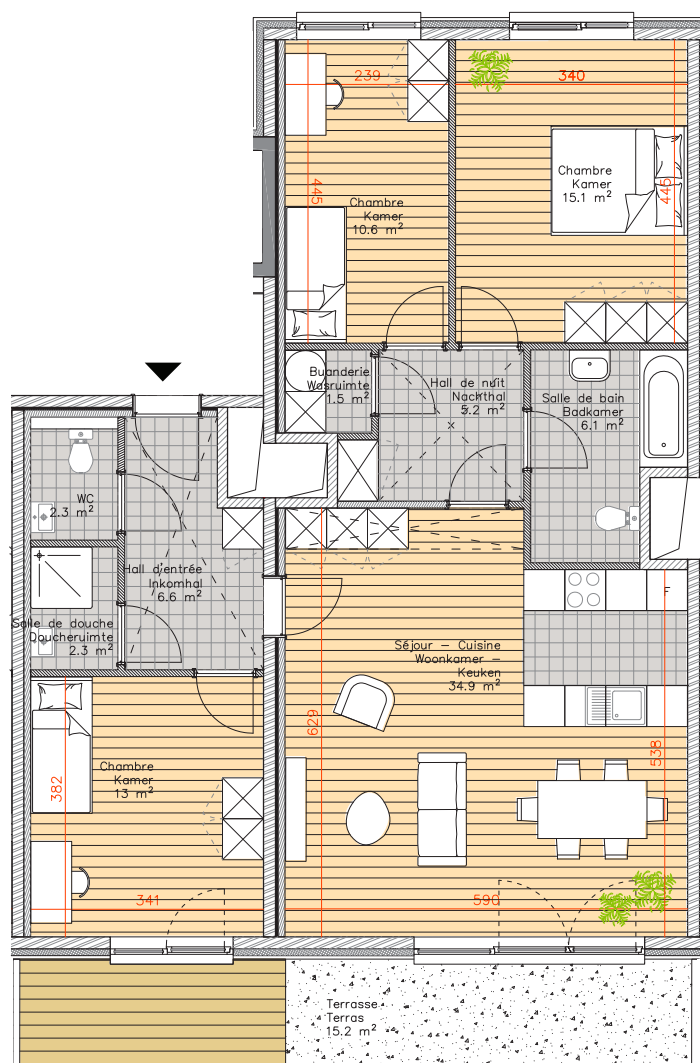 239
340
445
Chambre
Kamer
10.6 m²
Chambre
Kamer
15.1 m²
445
Buanderie
Wasruimte
1.5 m²
Hall de nuit
Nachthal
5.2 m²
Salle de bain
Badkamer
6.1 m²
WC
2.3 m²
Hall d'entrée
Inkomhal
6.6 m²
Salle de douche
Doucheruimte
2.3 m²
F
Séjour – Cuisine
Woonkamer –
Keuken
34.9 m²
629
538
Chambre
Kamer
13 m²
382
341
590
Terrasse
Terras
15.2 m²